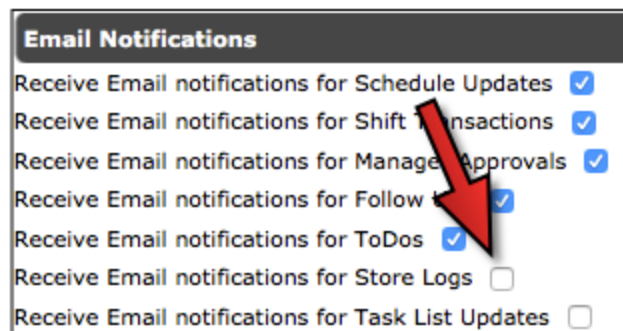 Email Notifications
Receive Email notifications for Schedule Updates
Receive Email notifications for Shift
Receive Email notifications for Manager Approvals
Receive Email notifications for Follow
Receive Email notifications for ToDos
Receive Email notifications for Store Logs
Receive Email notifications for Task List Updates